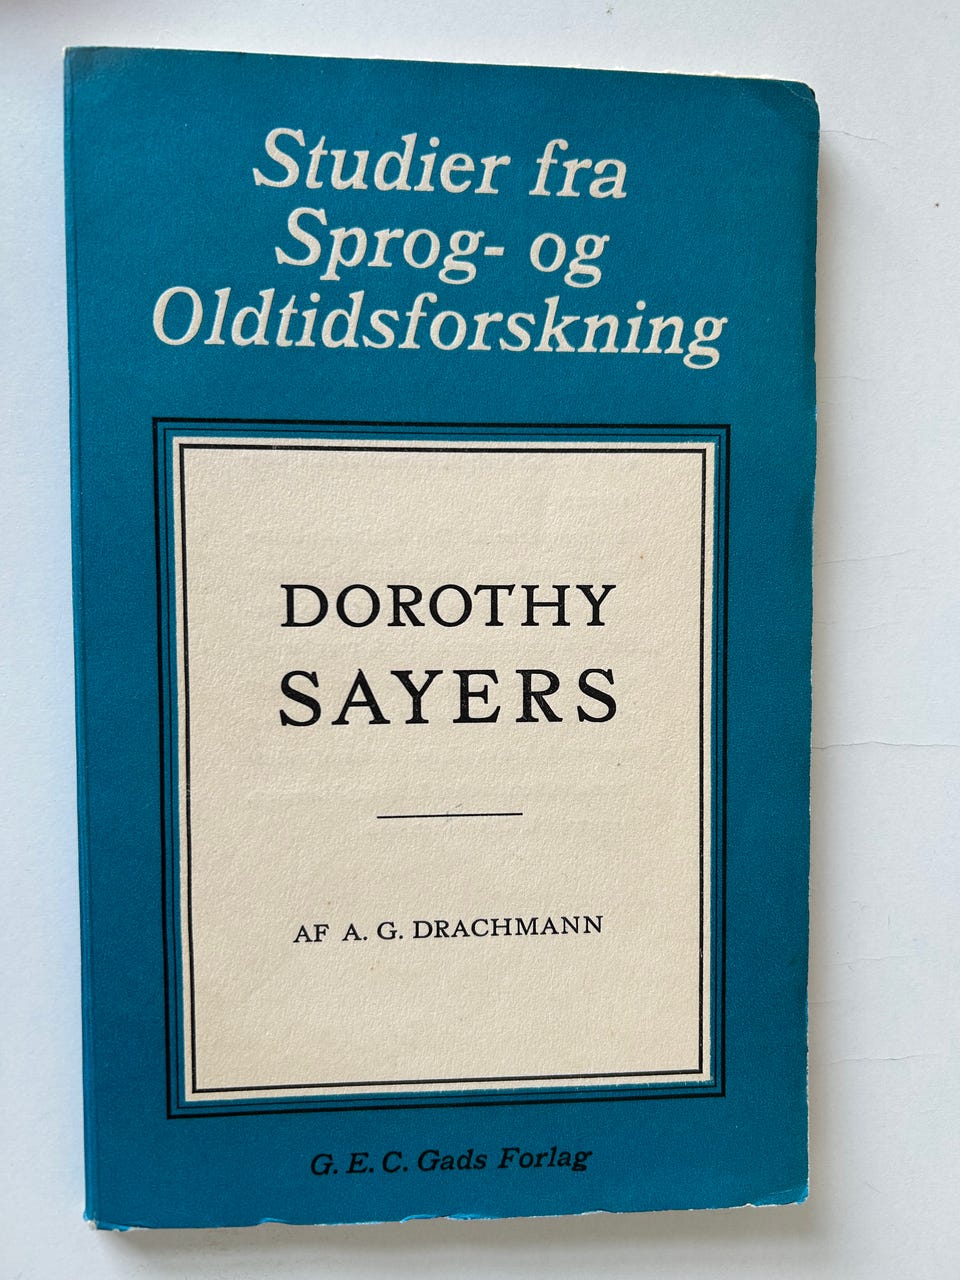 Studier fra
Sprog- og
Oldtidsforskning
DOROTHY
SAYERS
AF A. G. DRACHMANN
G. E. C. Gads Forlag